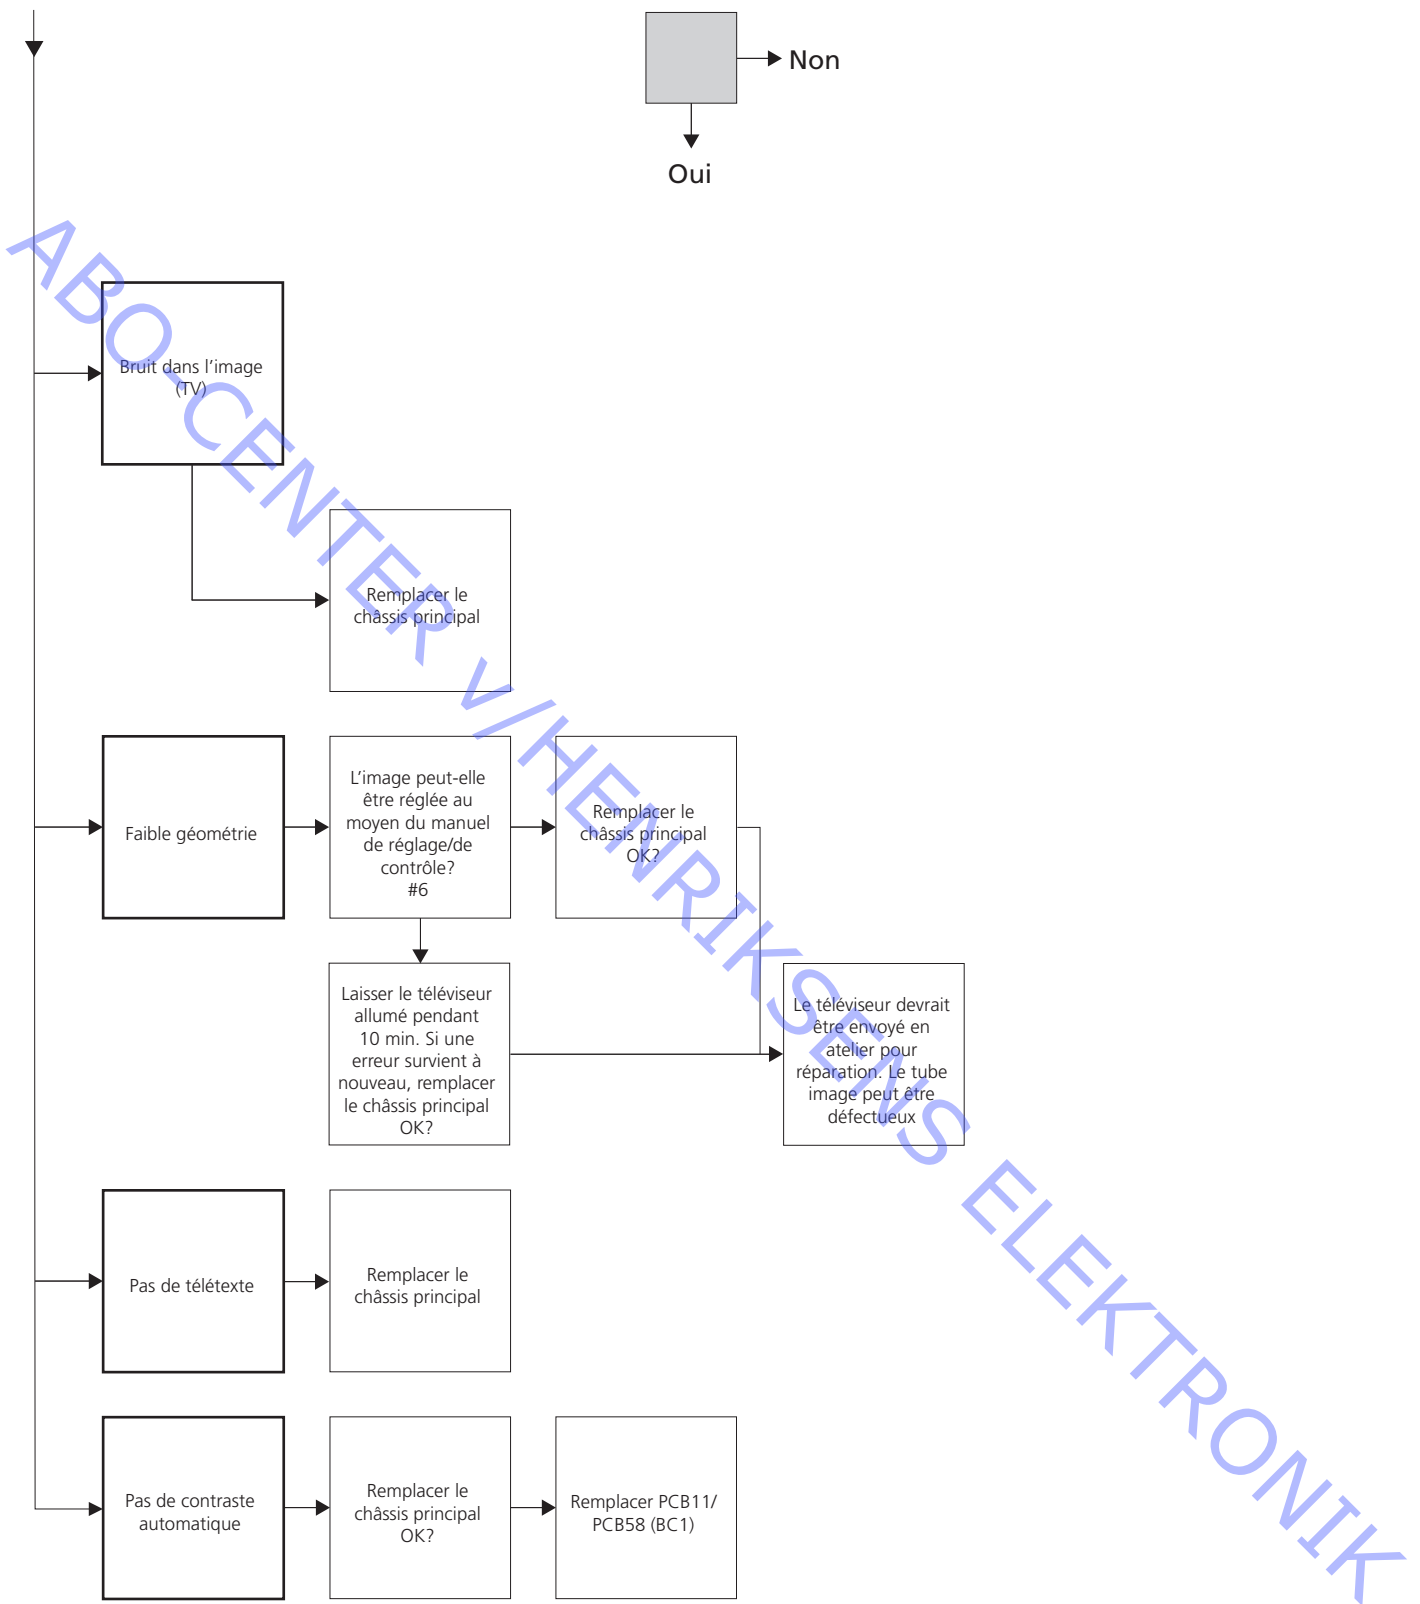 Non
Oui
Bruit dans l'image
(TV)
Remplacer le
châssis principal
Faible géométrie
L'image peut-elle
être réglée au
moyen du manuel
de réglage/de
contrôle?
#6
Remplacer le
châssis principal
OK?
Laisser le téléviseur
allumé pendant
10 min. Si une
erreur survient à
nouveau, remplacer
le châssis principal
OK?
Le téléviseur devrait
être envoyé en
atelier pour
réparation. Le tube
image peut être
défectueux
Pas de télétexte
Remplacer le
châssis principal
Pas de contraste
automatique
Remplacer le
châssis principal
OK?
Remplacer PCB11/
PCB58 (BC1)
ABO-CENTER v/HENRIKSENS ELEKTRONIK